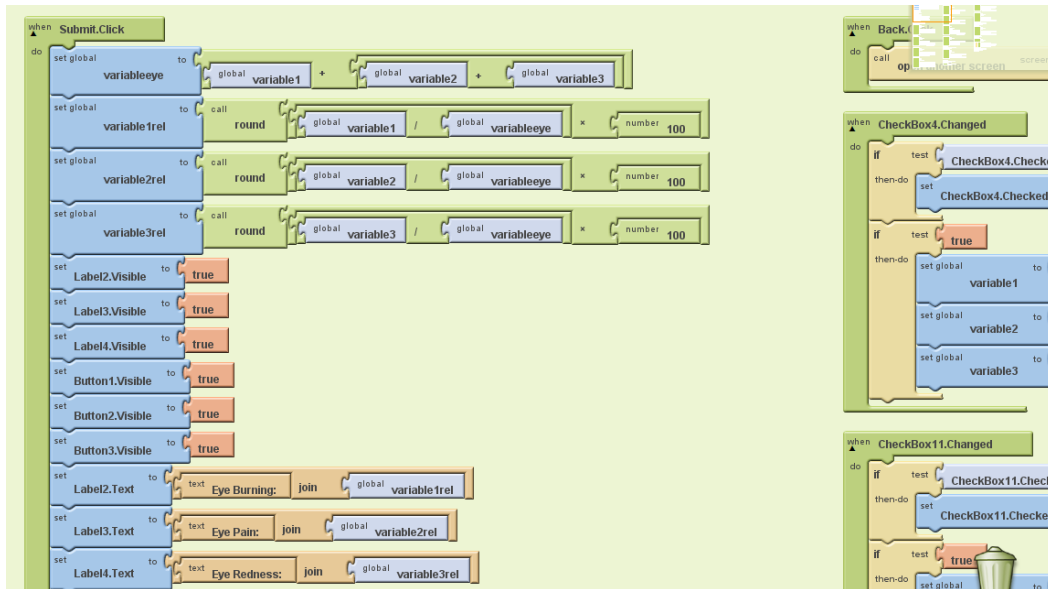 when Submit.Click
do
set global variableeye to global variable1 + global variable2 + global variable3
set global variable1rel to call round global variable1 / global variableeye × number 100
set global variable2rel to call round global variable2 / global variableeye × number 100
set global variable3rel to call round global variable3 / global variableeye × number 100
set Label2.Visible to true
set Label3.Visible to true
set Label4.Visible to true
set Button1.Visible to true
set Button2.Visible to true
set Button3.Visible to true
set Label2.Text to text Eye Burning: join global variable1rel
set Label3.Text to text Eye Pain: join global variable2rel
set Label4.Text to text Eye Redness: join global variable3rel
when
do call screen
when CheckBox4.Changed
do if test
then-do set
if test true
then-do set global variable1 to
set global variable2 to
set global variable3 to
when CheckBox11.Changed
do if test
then-do set
if test true
then-do set global to